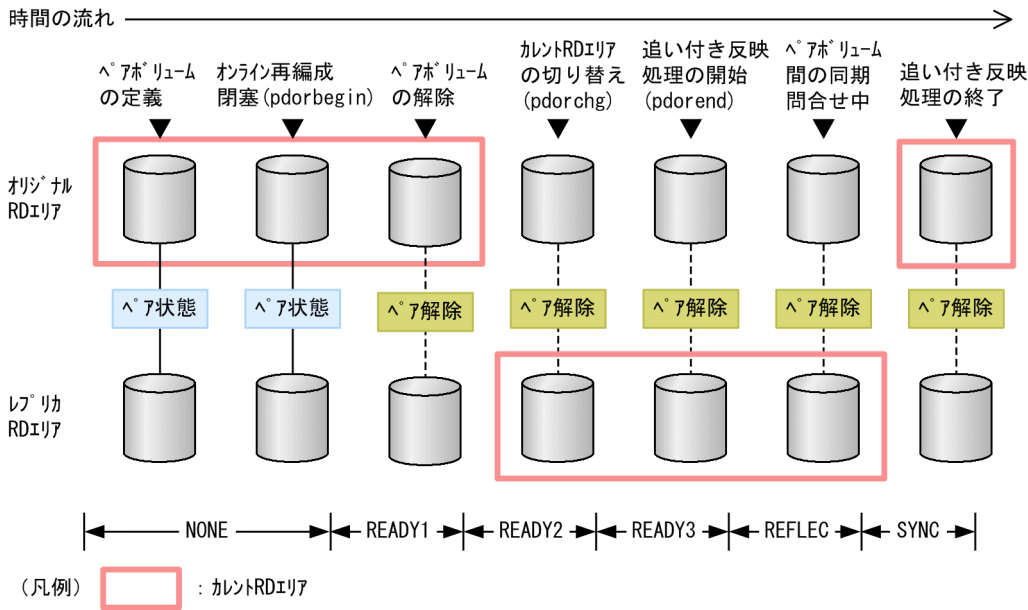 時間の流れ
ペアボリューム
の定義
オンライン再編成
閉塞(pdorbegin)
ペアボリューム
の解除
カレントRDエリア
の切り替え
(pdorchg)
追い付き反映
処理の開始
(pdorend)
ペアボリューム
間の同期
問合せ中
追い付き反映
処理の終了
オリジナル
RDエリア
ペア状態
ペア状態
ペア解除
ペア解除
ペア解除
ペア解除
ペア解除
レプリカ
RDエリア
NONE
READY1
READY2
READY3
REFLEC
SYNC
(凡例)
:カレントRDエリア